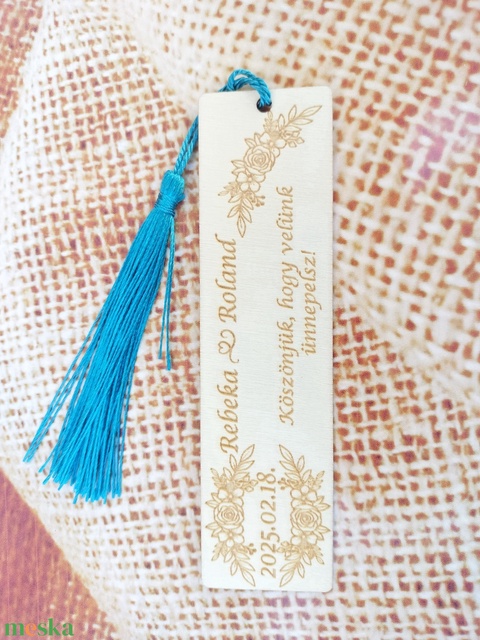 Rebeka & Roland
Köszönjük, hogy velünk
ünnepelsz!
2025.02.18.
meska